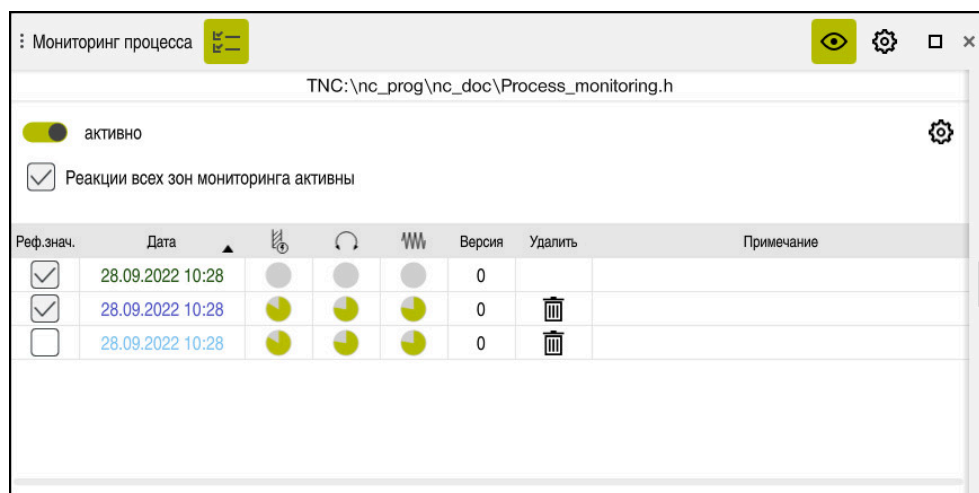 Мониторинг процесса
TNC:\nc_prog\nc_doc\Process_monitoring.h
активно
Реакции всех зон мониторинга активны
Реф.знач. Дата Версия Удалить Примечание
28.09.2022 10:28 0
28.09.2022 10:28 0
28.09.2022 10:28 0